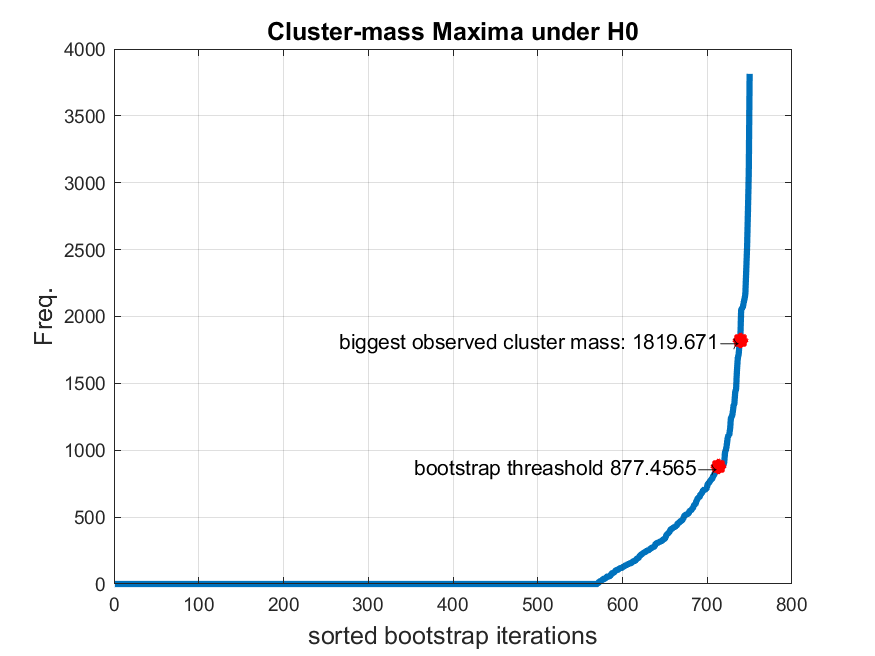 Cluster-mass Maxima under H0
4000
3500
3000
2500
2000
1500
1000
500
0
Freq.
biggest observed cluster mass: 1819.671
bootstrap threashold 877.4565
0 100 200 300 400 500 600 700 800
sorted bootstrap iterations